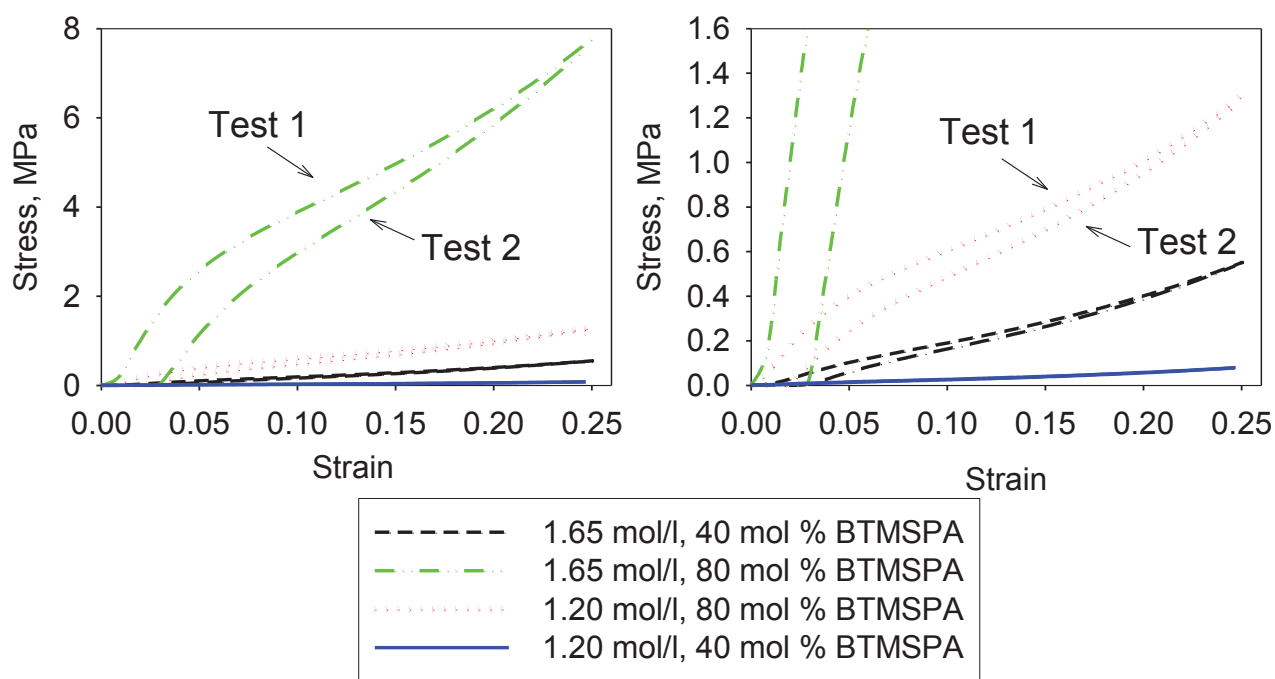 8
6
4
2
0
Stress, MPa
Test 1
Test 2
0.00 0.05 0.10 0.15 0.20 0.25
Strain
1.6
1.4
1.2
1.0
0.8
0.6
0.4
0.2
0.0
Stress, MPa
Test 1
Test 2
0.00 0.05 0.10 0.15 0.20 0.25
Strain
1.65 mol/l, 40 mol % BTMSPA
1.65 mol/l, 80 mol % BTMSPA
1.20 mol/l, 80 mol % BTMSPA
1.20 mol/l, 40 mol % BTMSPA